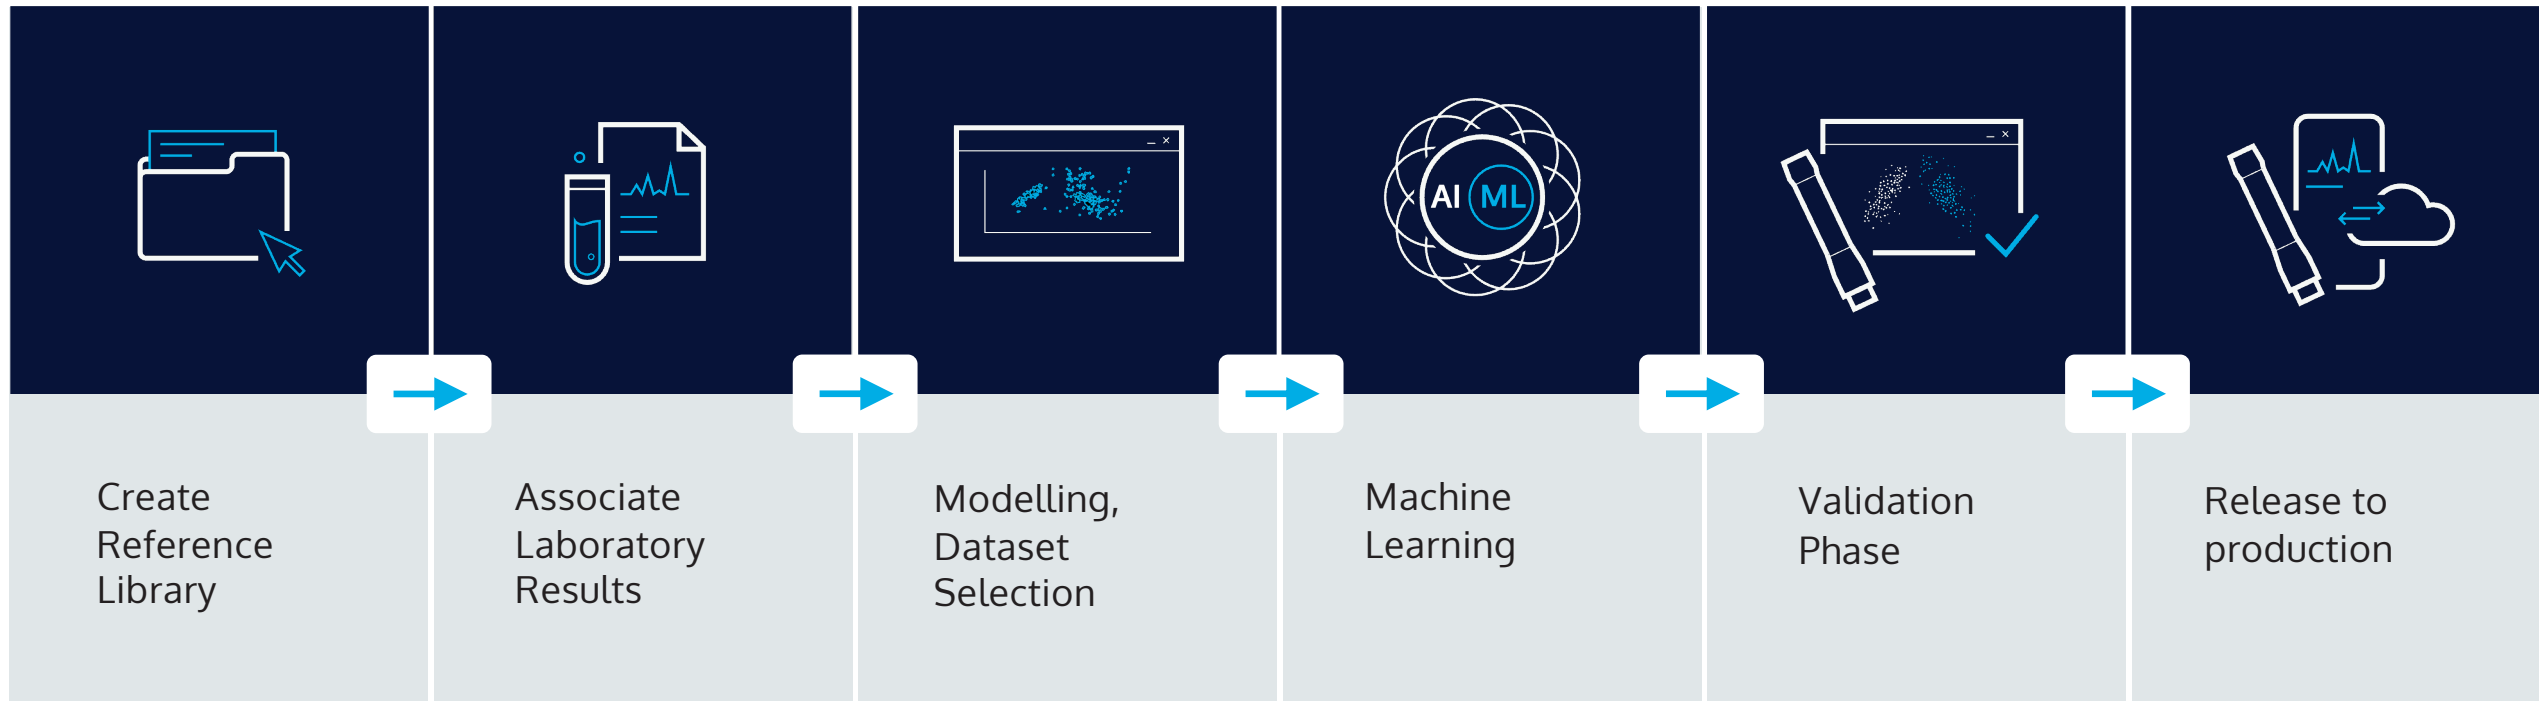 AI ML
Create
Reference
Library
Associate
Laboratory
Results
Modelling,
Dataset
Selection
Machine
Learning
Validation
Phase
Release to
production